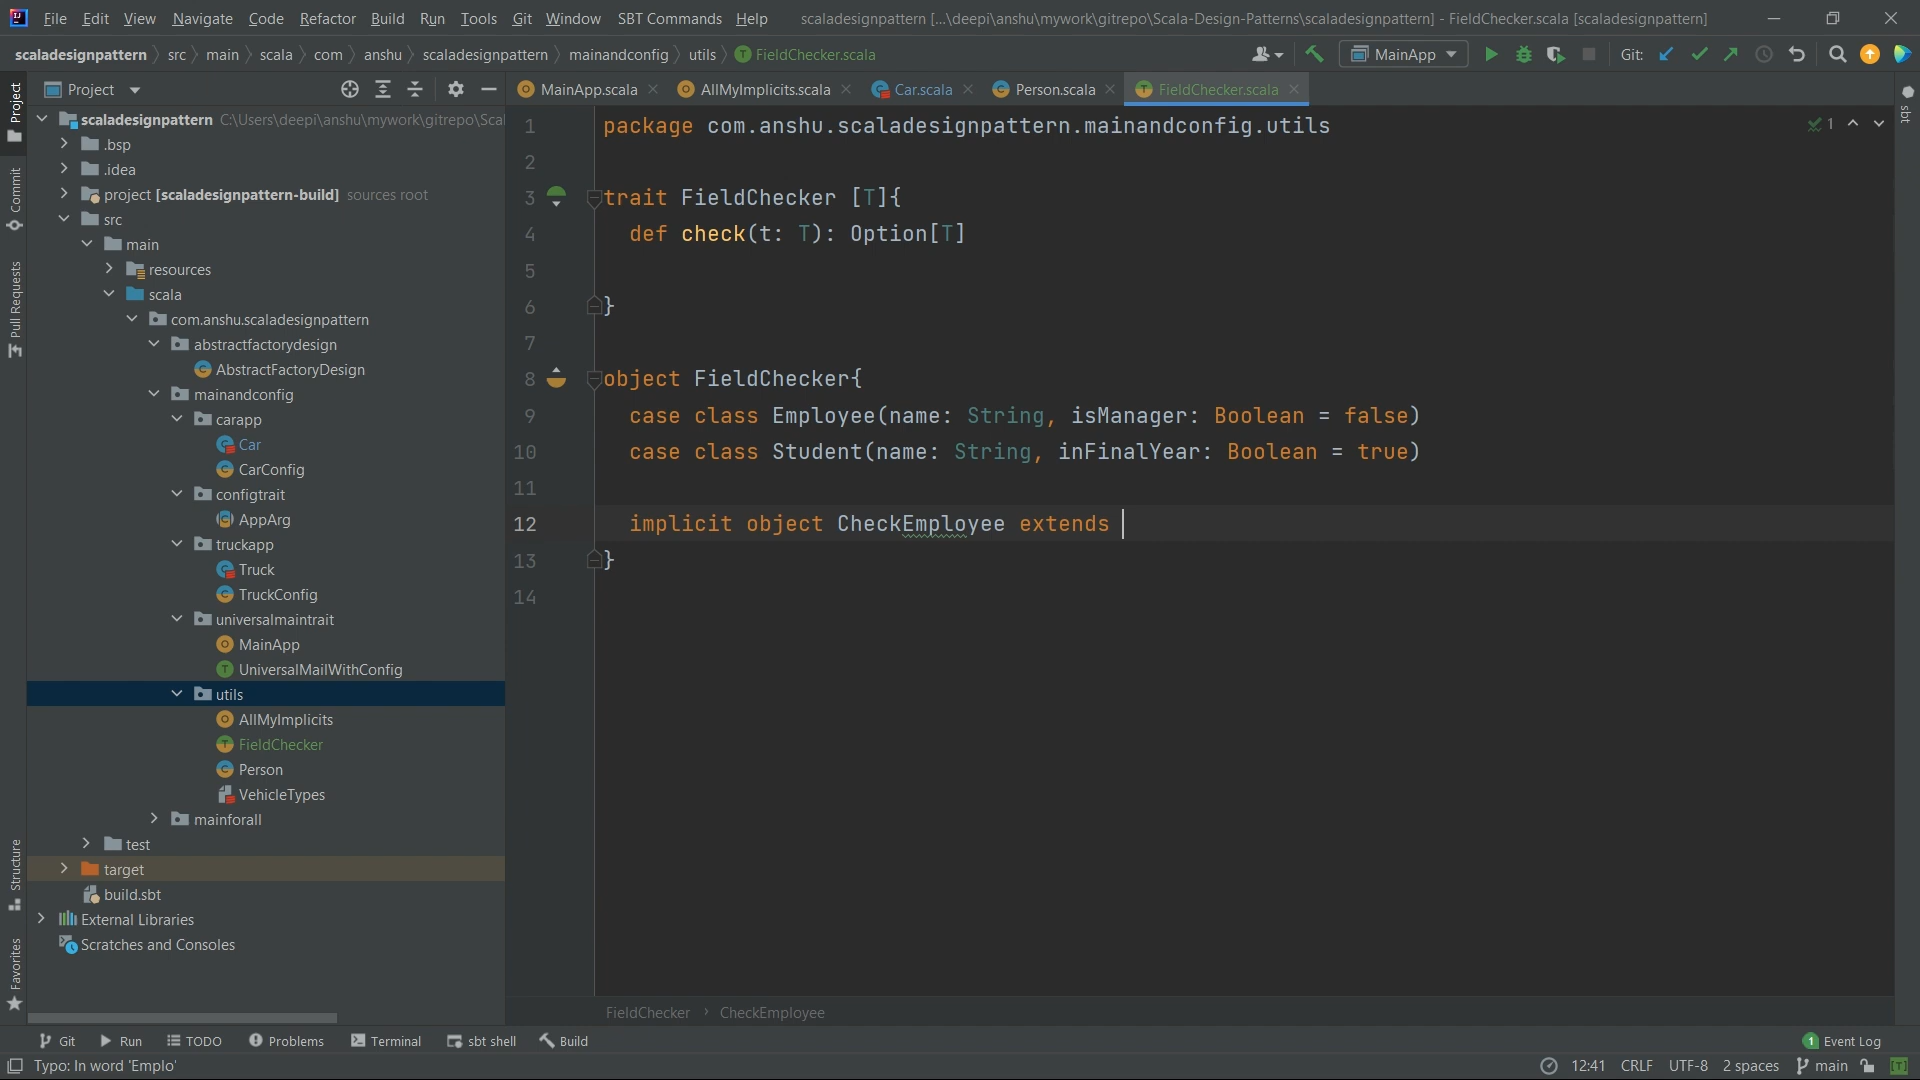 File Edit View Navigate Code Refactor Build Run Tools Git Window SBT Commands Help scaladesignpattern [...\deepi\anshu\mywork\gitrepo\Scala-Design-Patterns\scaladesignpattern] - FieldChecker.scala [scaladesignpattern]
scaladesignpattern src main scala com anshu scaladesignpattern mainandconfig utils FieldChecker.scala MainApp Git:
Project MainApp.scala AllMyImplicits.scala Car.scala Person.scala FieldChecker.scala
Project
Commit
Pull Requests
Structure
Favorites
sbt
scaladesignpattern C:\Users\deepi\anshu\mywork\gitrepo\Scal
.bsp
.idea
project [scaladesignpattern-build] sources root
src
main
resources
scala
com.anshu.scaladesignpattern
abstractfactorydesign
AbstractFactoryDesign
mainandconfig
carapp
Car
CarConfig
configtrait
AppArg
truckapp
Truck
TruckConfig
universalmaintrait
MainApp
UniversalMailWithConfig
utils
AllMyImplicits
FieldChecker
Person
VehicleTypes
mainforall
test
target
build.sbt
External Libraries
Scratches and Consoles
1 package com.anshu.scaladesignpattern.mainandconfig.utils
1
2
3 trait FieldChecker [T]{
4 def check(t: T): Option[T]
5
6 }
7
8 object FieldChecker{
9 case class Employee(name: String, isManager: Boolean = false)
10 case class Student(name: String, inFinalYear: Boolean = true)
11
12 implicit object CheckEmployee extends
13 }
14
FieldChecker CheckEmployee
Git Run TODO Problems Terminal sbt shell Build 1 Event Log
Typo: In word 'Emplo' 12:41 CRLF UTF-8 2 spaces main [T]